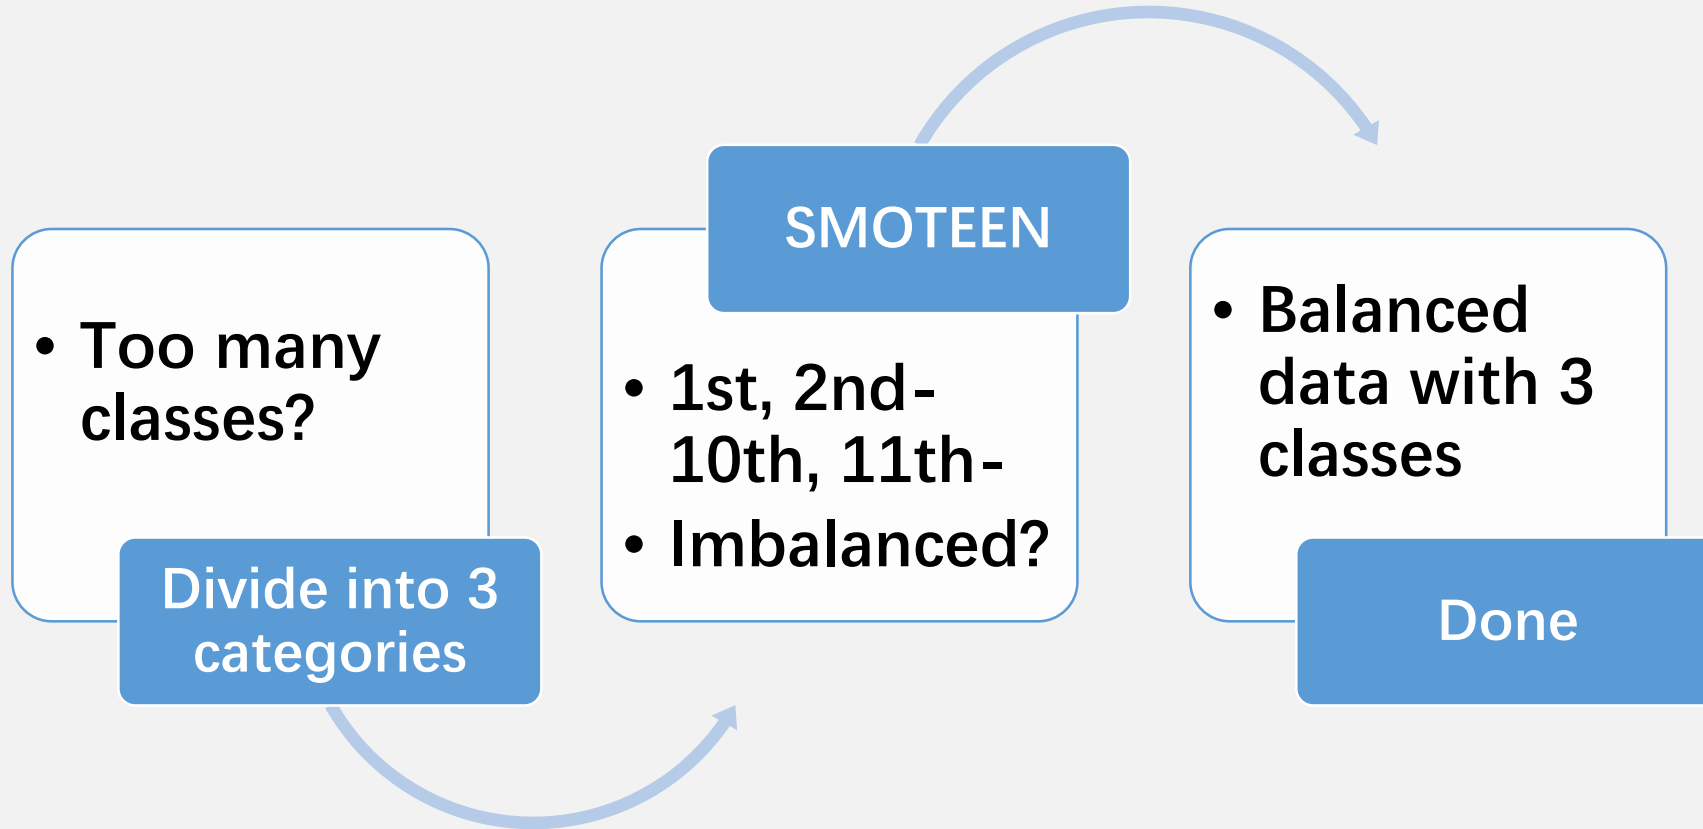 • Too many
classes?
Divide into 3
categories
SMOTEEN
• 1st, 2nd-
10th, 11th-
• Imbalanced?
• Balanced
data with 3
classes
Done